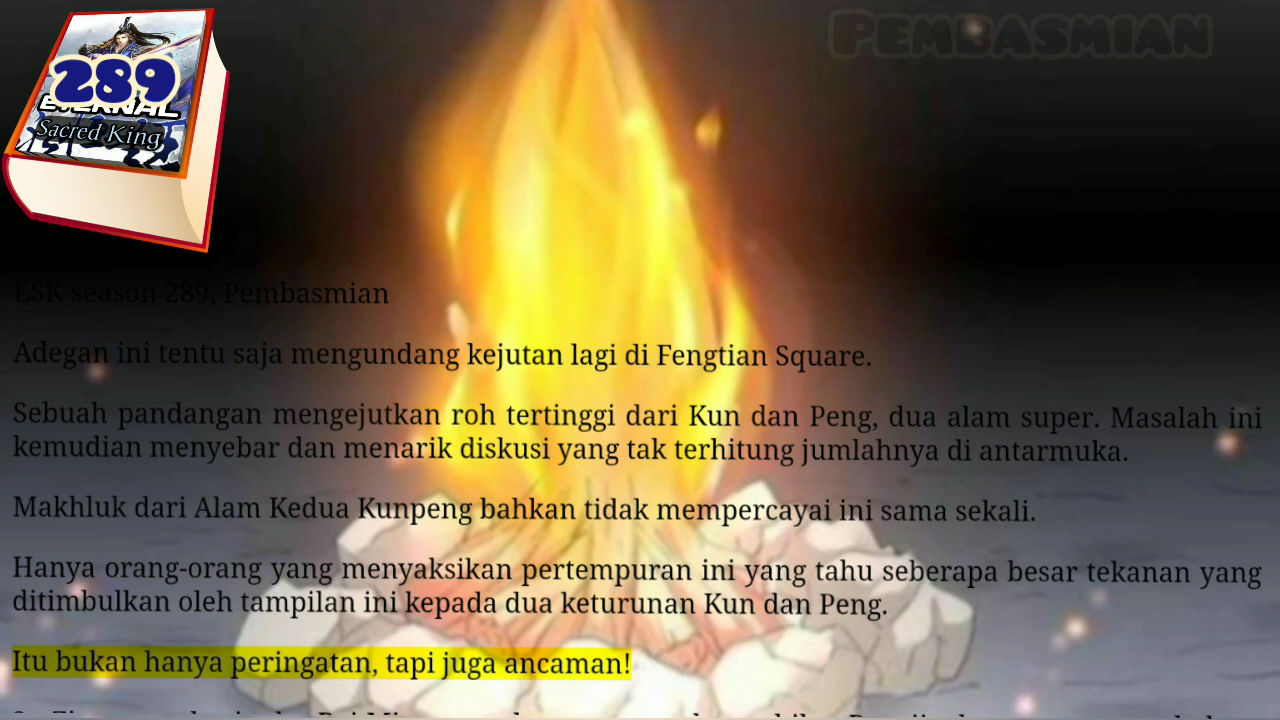 PEMBASMIAN
289
ETERNAL
Sacred King
ESK season 289, Pembasmian
Adegan ini tentu saja mengundang kejutan lagi di Fengtian Square.
Sebuah pandangan mengejutkan roh tertinggi dari Kun dan Peng, dua alam super. Masalah ini
kemudian menyebar dan menarik diskusi yang tak terhitung jumlahnya di antarmuka.
Makhluk dari Alam Kedua Kunpeng bahkan tidak mempercayai ini sama sekali.
Hanya orang-orang yang menyaksikan pertempuran ini yang tahu seberapa besar tekanan yang
ditimbulkan oleh tampilan ini kepada dua keturunan Kun dan Peng.
Itu bukan hanya peringatan, tapi juga ancaman!